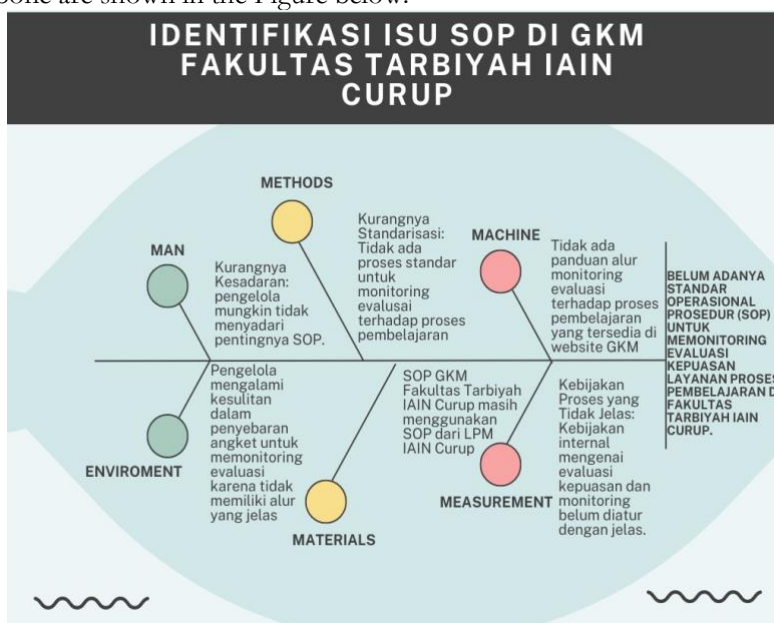 bone are shown in the Figure below.
IDENTIFIKASI ISU SOP DI GKM
FAKULTAS TARBIYAH IAIN
CURUP
METHODS
Kurangnya
Standarisasi:
Tidak ada
proses standar
untuk
monitoring
evalusai
terhadap proses
pembelajaran
MACHINE
Tidak ada
panduan alur
monitoring
evaluasi
terhadap proses
pembelajaran
yang tersedia di
website GKM
MAN
Kurangnya
Kesadaran:
pengelola
mungkin tidak
menyadari
pentingnya SOP.
BELUM ADANYA
STANDAR
OPERASIONAL
PROSEDUR (SOP)
UNTUK
MEMONITORING
EVALUASI
KEPUASAN
LAYANAN PROSES
PEMBELAJARAN D
FAKULTAS
TARBIYAH IAIN
CURUP.
ENVIROMENT
Pengelola
mengalami
kesulitan
dalam
penyebaran
angket untuk
memonitoring
evaluasi
karena tidak
memiliki alur
yang jelas
MATERIALS
SOP GKM
Fakultas Tarbiyah
IAIN Curup masih
menggunakan
SOP dari LPM
IAIN Curup
MEASUREMENT
Kebijakan
Proses yang
Tidak Jelas:
Kebijakan
internal
mengenai
evaluasi
kepuasan dan
monitoring
belum diatur
dengan jelas.